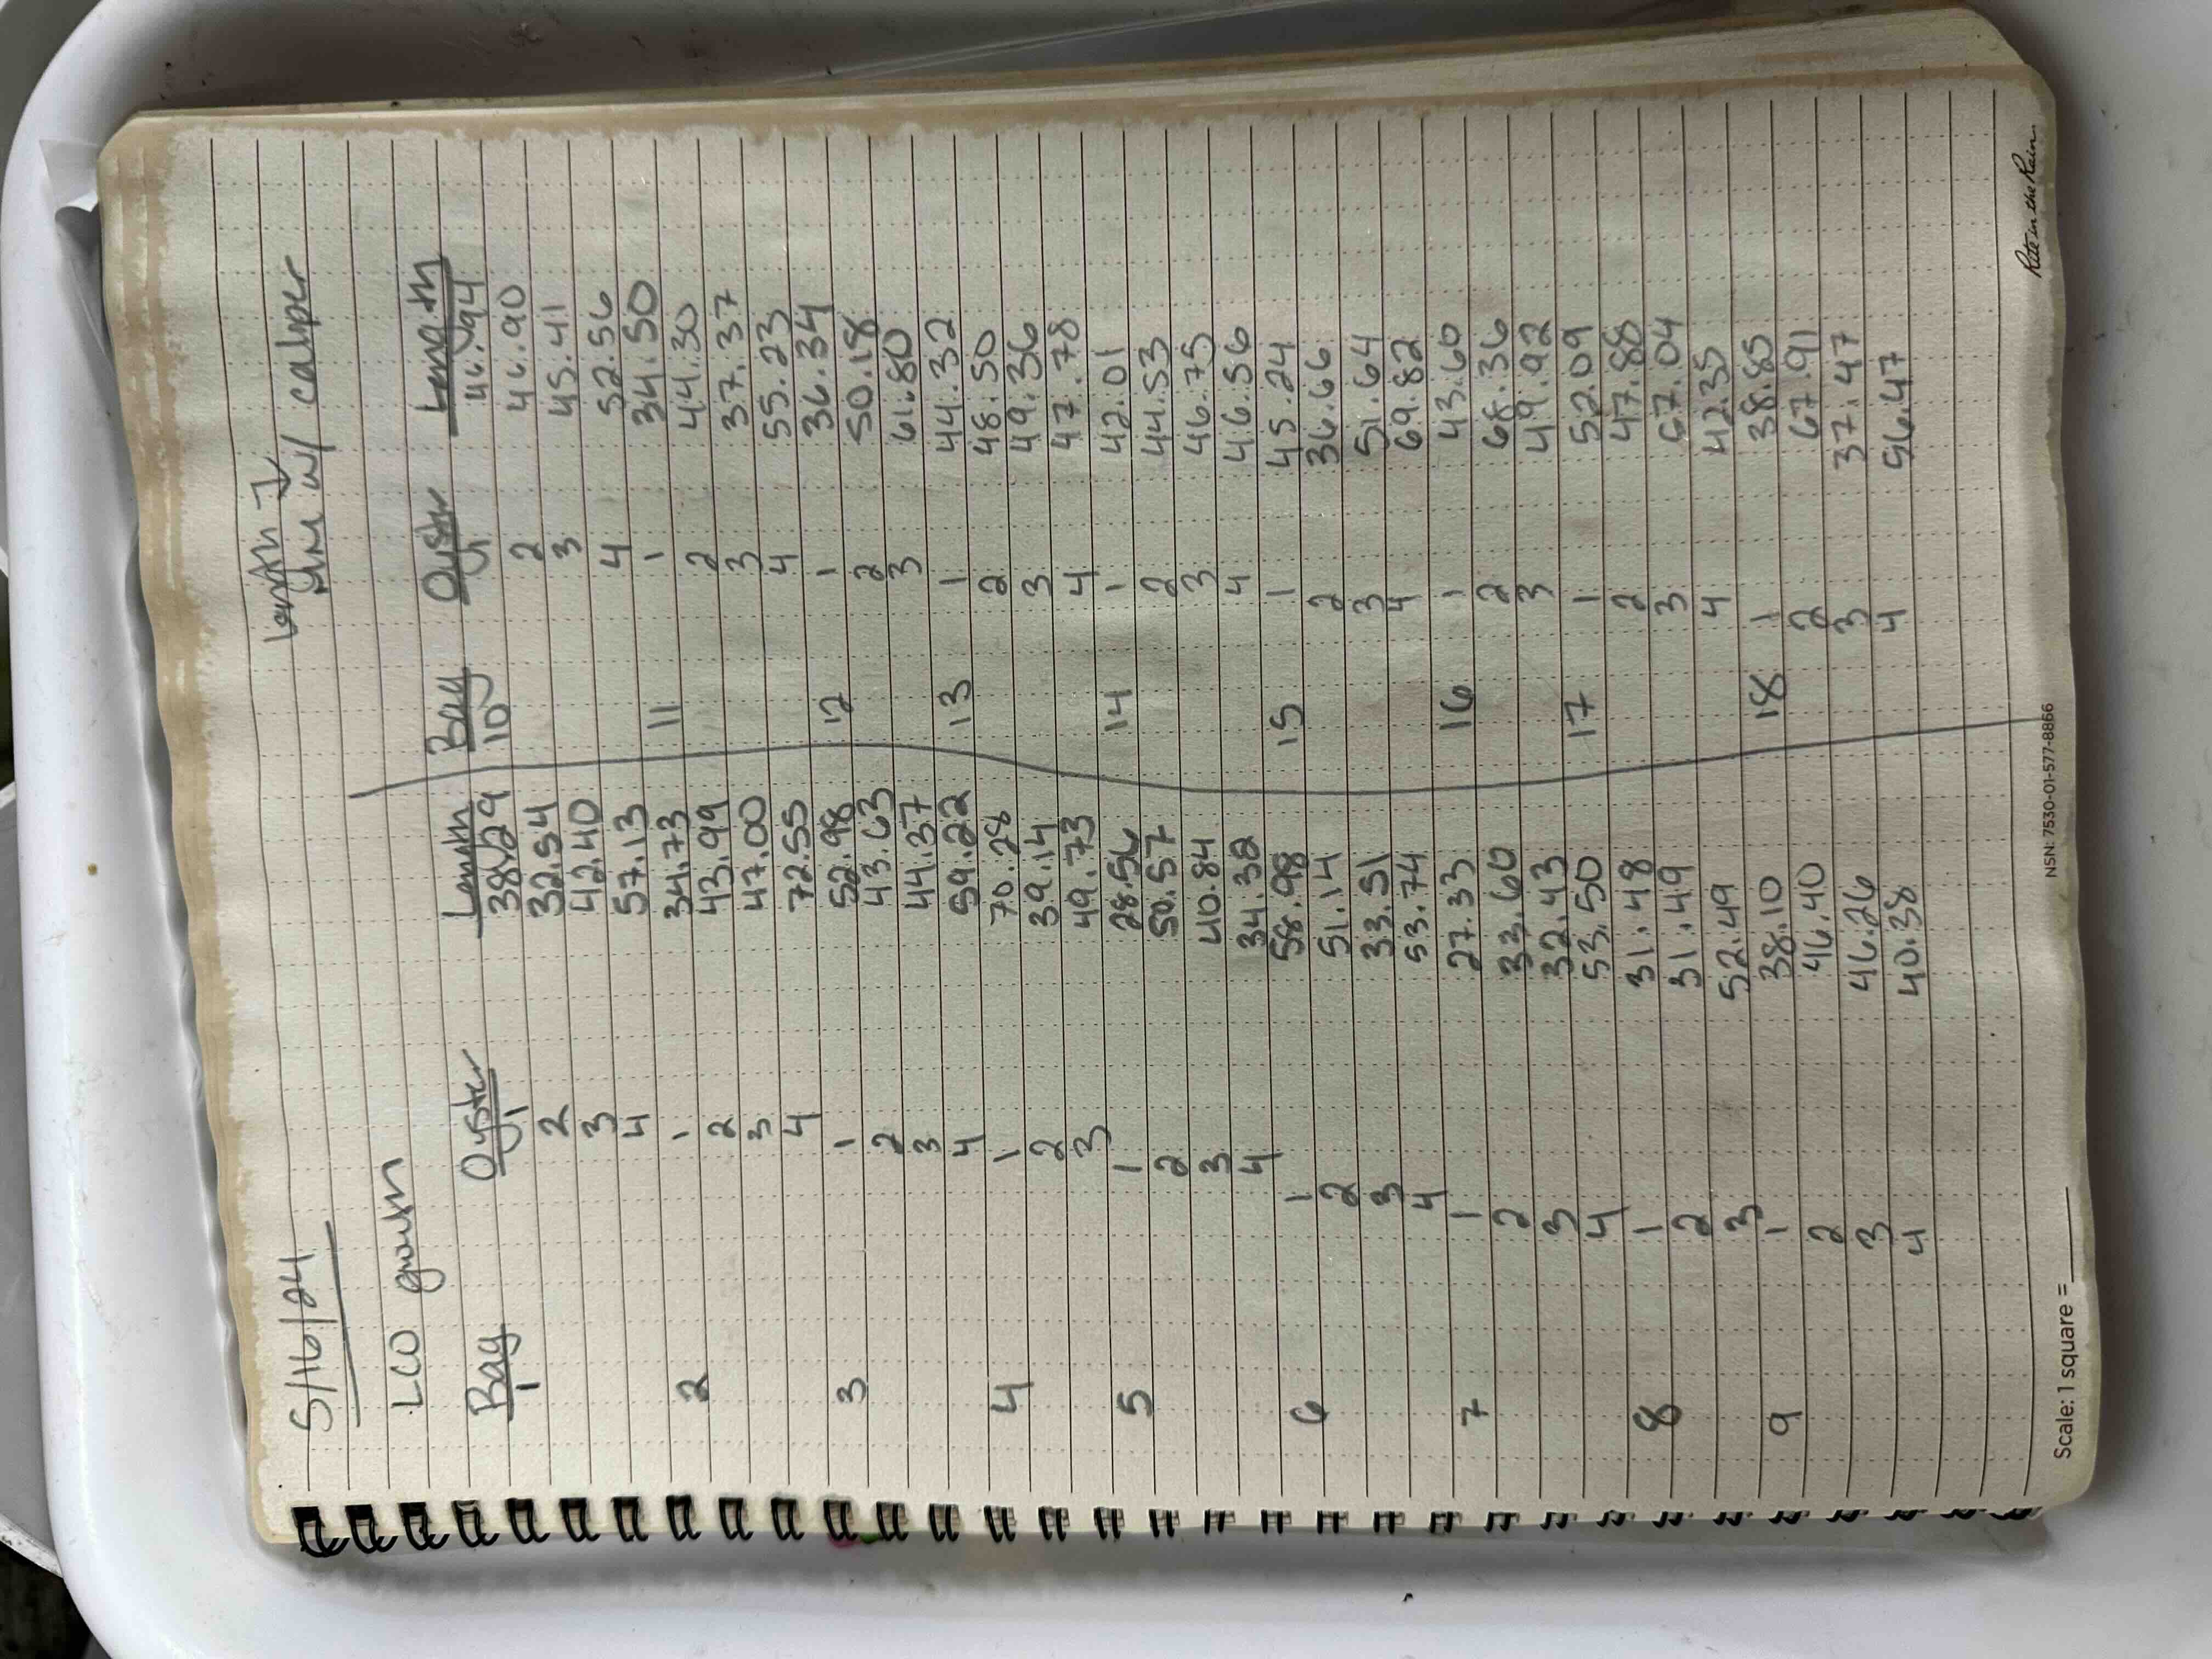 5/16/24
LCO growth
Bag Oyster Length
1 1 38.29
2 32.54
3 42.40
4 57.13
2 1 34.73
2 43.99
3 47.00
4 72.55
3 1 52.98
2 43.63
3 44.37
4 59.22
4 1 70.28
2 39.14
3 49.73
5 1 28.56
2 50.57
3 40.84
4 34.38
6 1 58.98
2 51.14
3 33.51
4 53.74
7 1 27.33
2 33.60
3 32.43
4 53.50
8 1 31.48
2 31.49
3 52.49
9 1 38.10
2 46.40
3 46.26
4 40.38
Length ↓
done w/ caliper
Bag Oyster Length
10 1 46.94
2 46.90
3 45.41
4 52.56
11 1 34.50
2 44.30
3 37.37
4 55.23
12 1 36.34
2 50.18
3 61.80
13 1 44.32
2 48.50
3 49.36
4 47.78
14 1 42.01
2 44.53
3 46.75
4 46.56
15 1 45.24
2 36.66
3 51.64
4 69.82
16 1 43.60
2 68.36
3 49.92
17 1 52.09
2 47.88
3 67.04
4 42.35
18 1 38.85
2 67.91
3 37.47
4 56.47
Scale: 1 square = ______
NSN: 7530-01-577-8866
Rite in the Rain